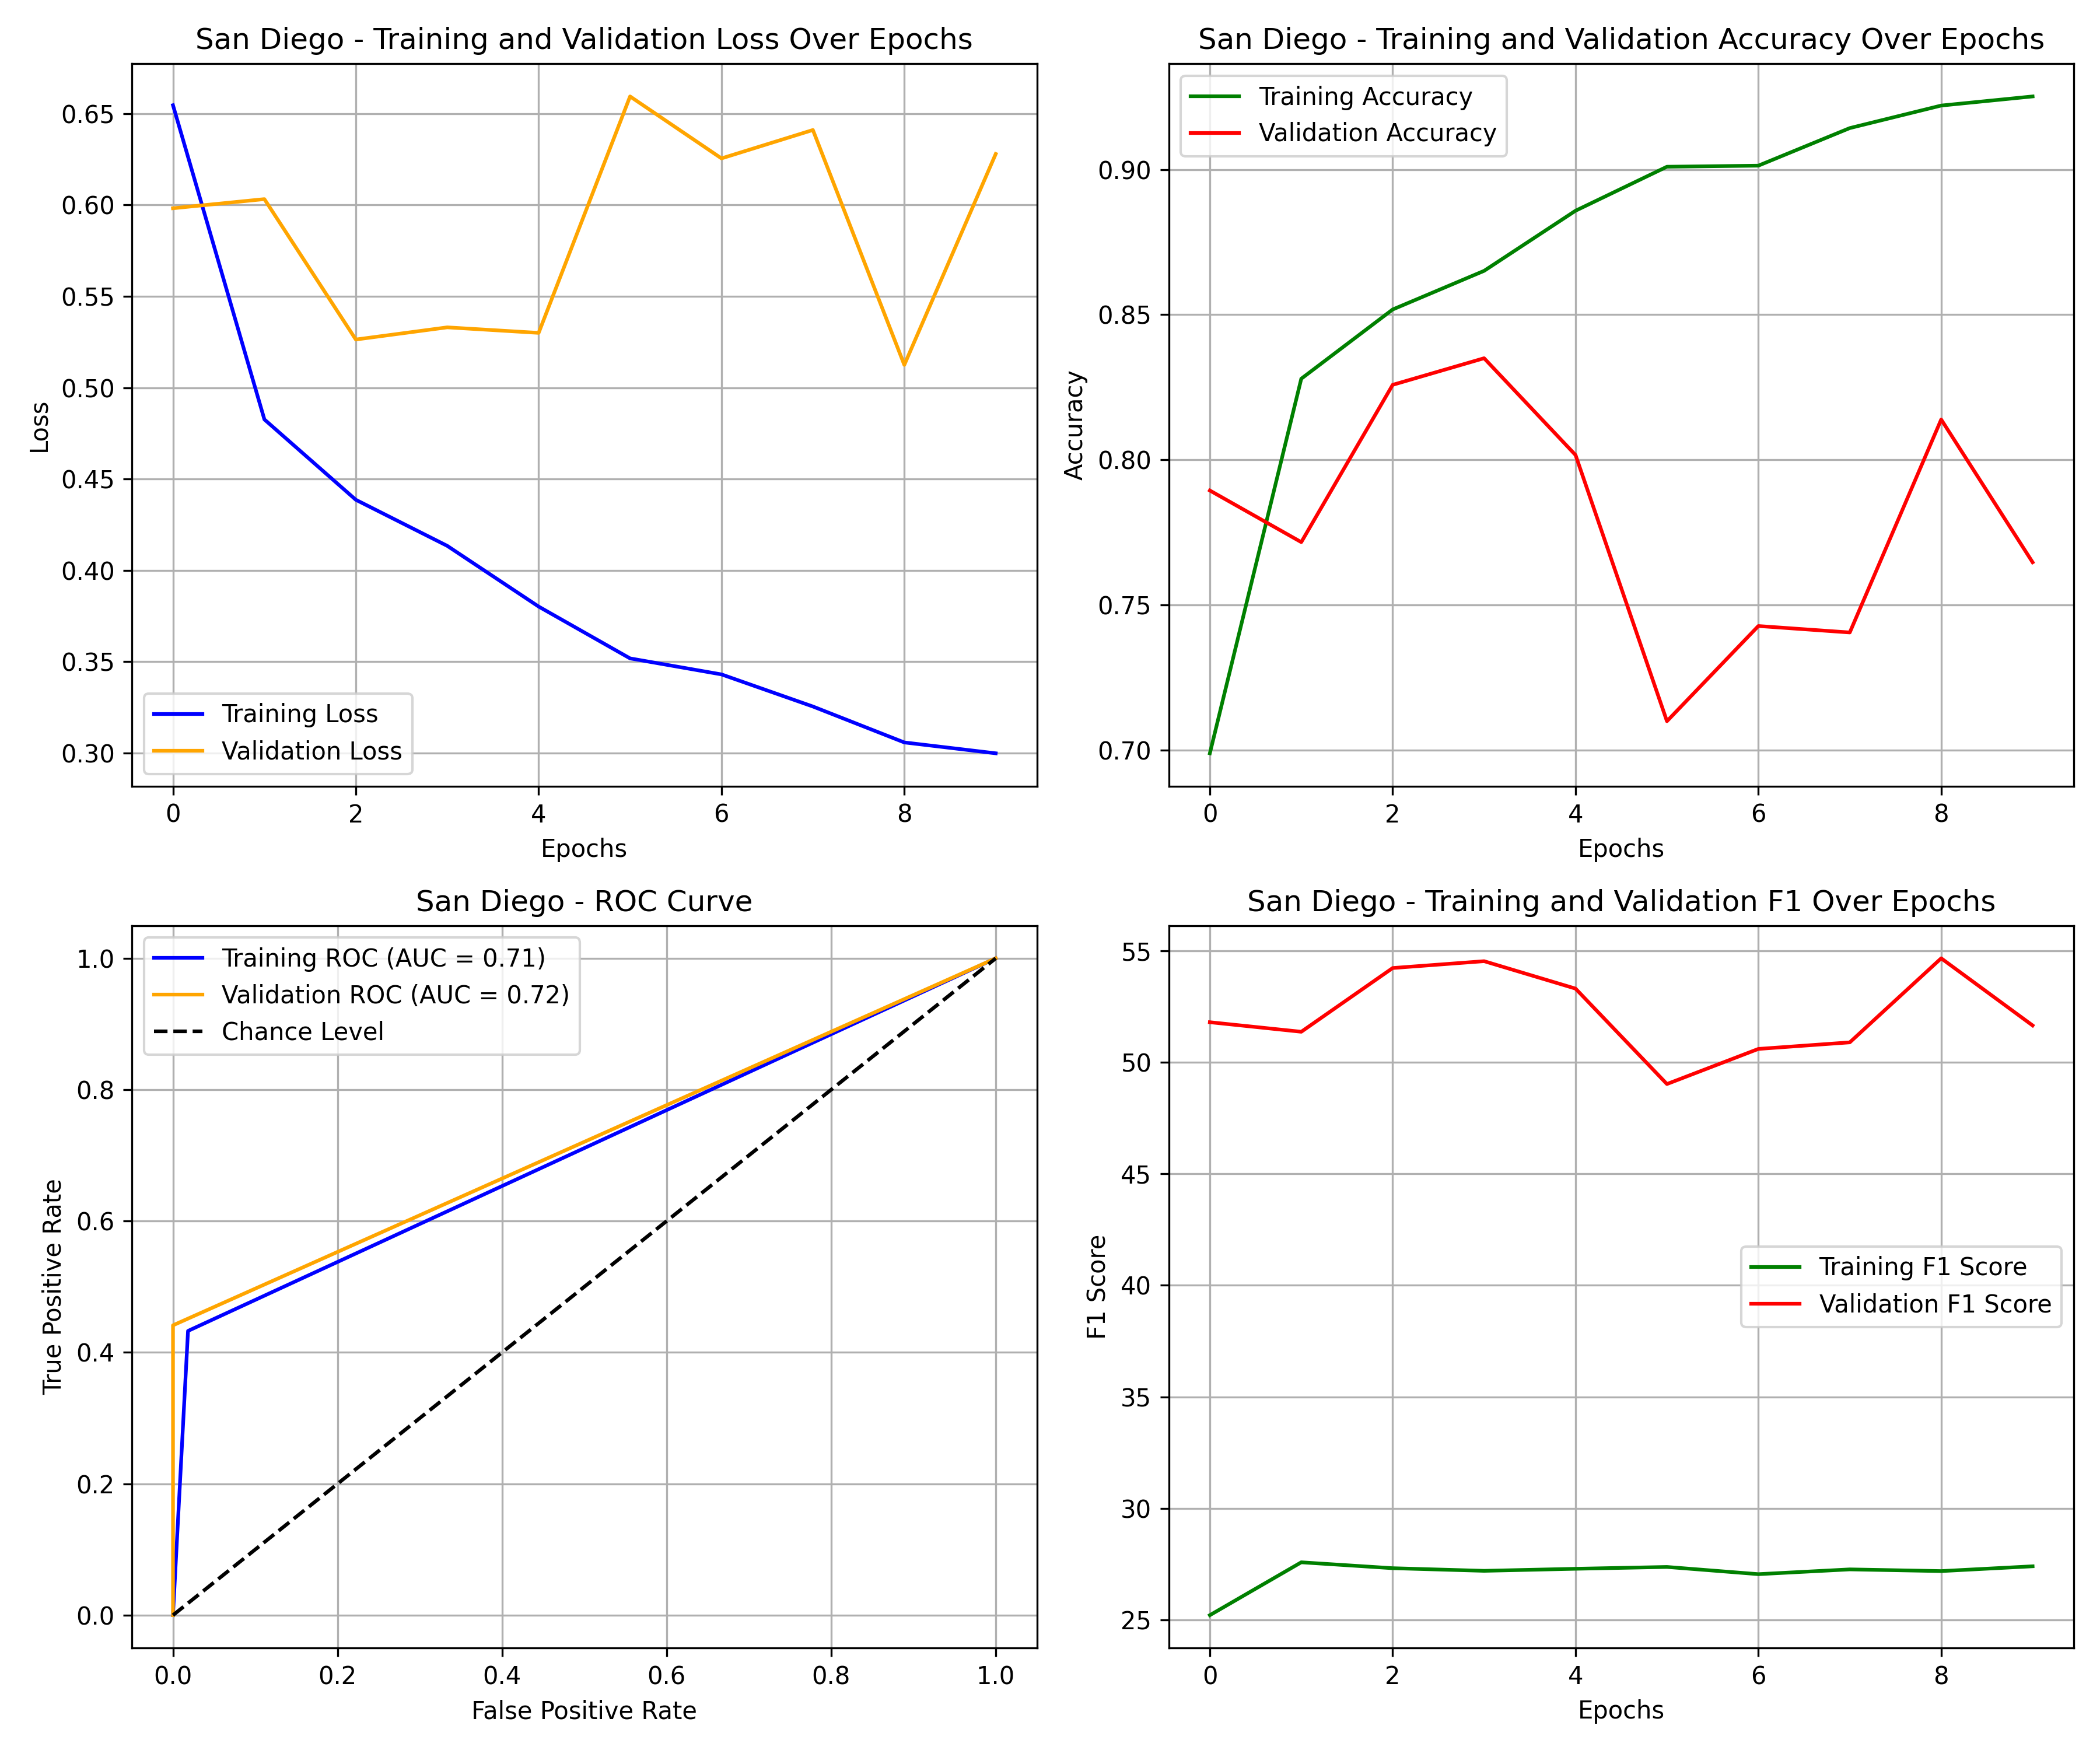 San Diego - Training and Validation Loss Over Epochs
0.65
0.60
0.55
0.50
0.45
0.40
0.35
0.30
Loss
Training Loss
Validation Loss
0 2 4 6 8
Epochs
San Diego - Training and Validation Accuracy Over Epochs
Training Accuracy
Validation Accuracy
0.90
0.85
0.80
0.75
0.70
Accuracy
0 2 4 6 8
Epochs
San Diego - ROC Curve
Training ROC (AUC = 0.71)
Validation ROC (AUC = 0.72)
Chance Level
1.0
0.8
0.6
0.4
0.2
0.0
True Positive Rate
0.0 0.2 0.4 0.6 0.8 1.0
False Positive Rate
San Diego - Training and Validation F1 Over Epochs
55
50
45
40
35
30
25
F1 Score
Training F1 Score
Validation F1 Score
0 2 4 6 8
Epochs